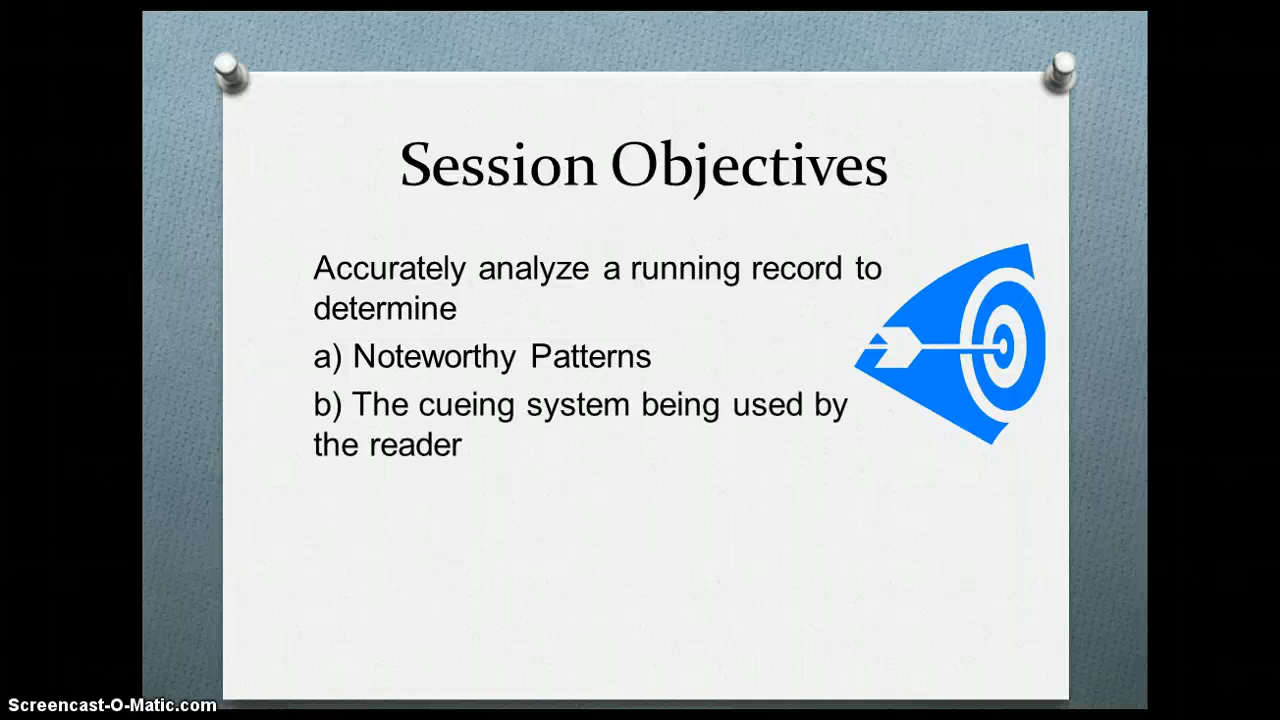 Session Objectives
Accurately analyze a running record to
determine
a) Noteworthy Patterns
b) The cueing system being used by
the reader
Screencast-O-Matic.com